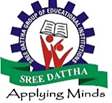 SREE DATTHA GROUP OF EDUCATIONAL INSTITUTIONS
SREE DATTHA
Applying Minds